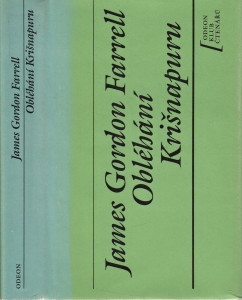 James Gordon Farrell
Obléhání Krišnapuru
ODEON
James Gordon Farrell
Obléhání
Krišnapuru
ODEON
KLUB
ČTENÁŘŮ